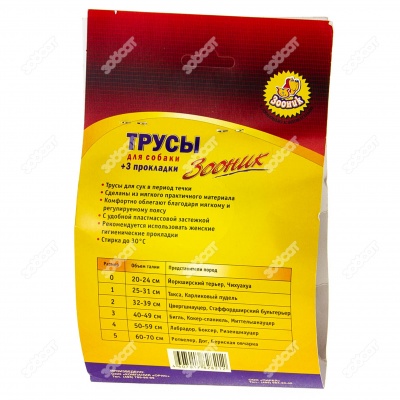 ЗООНИК
ТРУСЫ
для собаки
+3 прокладки
Зооник
• Трусы для сук в период течки
• Сделаны из мягкого практичного материала
• Комфортно облегают благодаря мягкому и
регулируемому поясу
• С удобной пластмассовой застежкой
• Рекомендуется использовать женские
гигиенические прокладки
• Стирка до 30°С
Размер Объем талии Представители пород
0 20-24 см Йоркширский терьер, Чихуахуа
1 25-31 см Такса, Карликовый пудель
2 32-39 см Цвергшнауцер, Стаффордширский бультерьер
3 40-49 см Бигль, Кокер-спаниель, Миттельшнауцер
4 50-59 см Лабрадор, Боксер, Ризеншнауцер
5 60-70 см Ротвейлер, Дог, Бернская овчарка